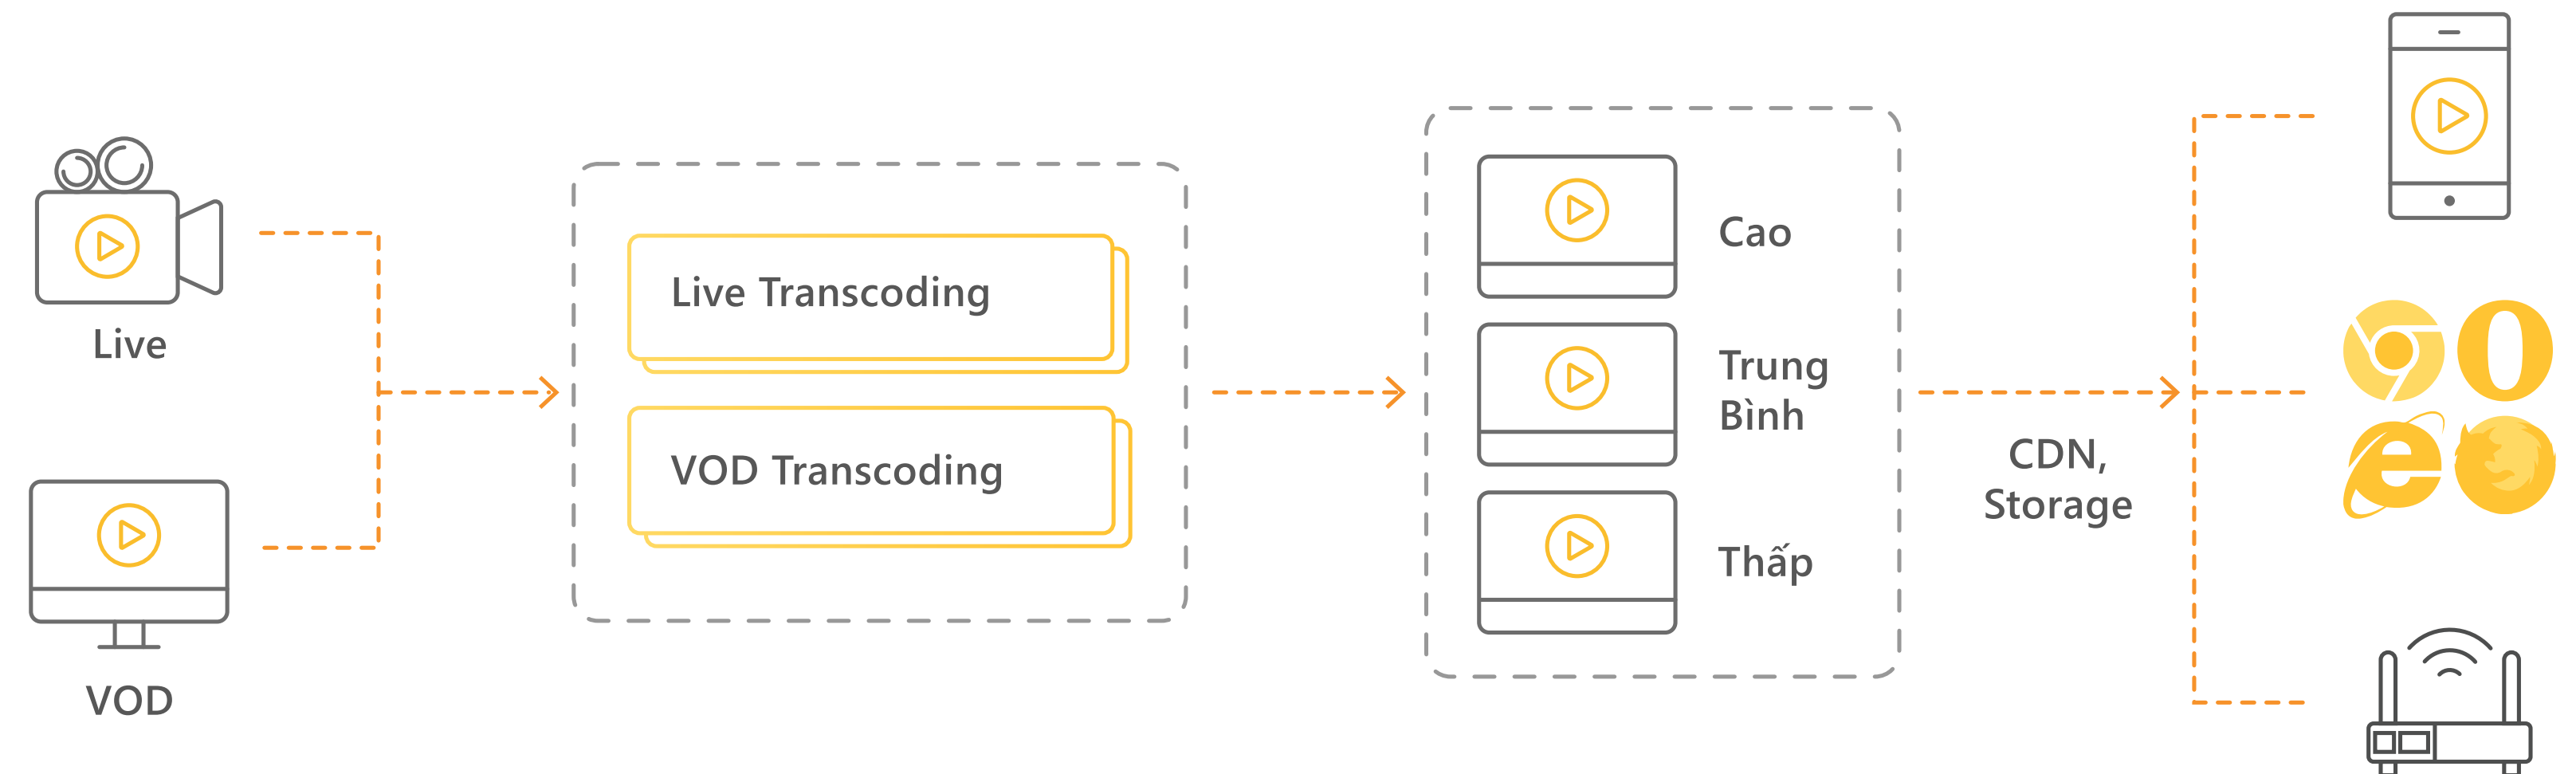 Live
VOD
Live Transcoding
VOD Transcoding
Cao
Trung
Bình
Thấp
CDN,
Storage